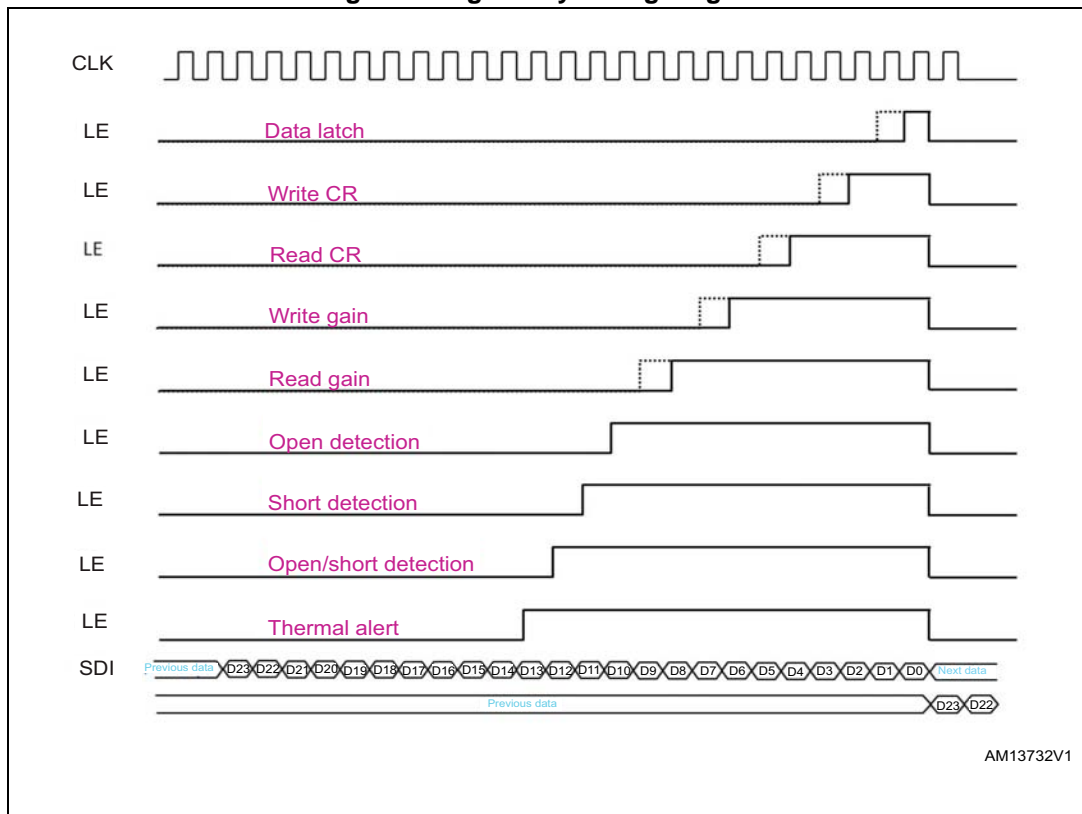 CLK
LE Data latch
LE Write CR
LE Read CR
LE Write gain
LE Read gain
LE Open detection
LE Short detection
LE Open/short detection
LE Thermal alert
SDI Previous data D23 D22 D21 D20 D19 D18 D17 D16 D15 D14 D13 D12 D11 D10 D9 D8 D7 D6 D5 D4 D3 D2 D1 D0 Next data
Previous data D23 D22
AM13732V1